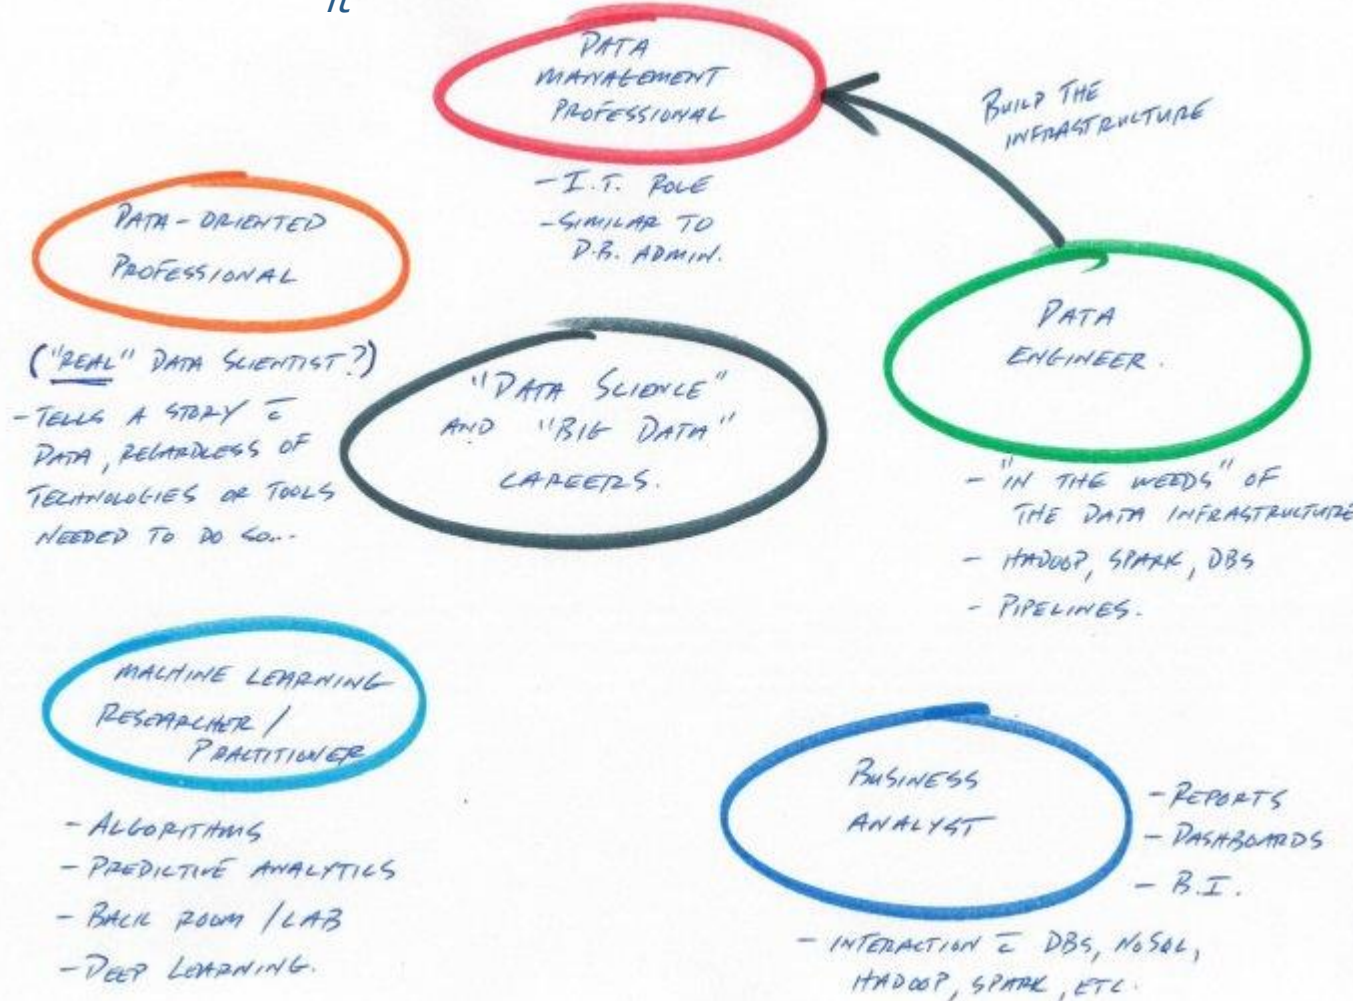 it
DATA
MANAGEMENT
PROFESSIONAL
- I.T. ROLE
- SIMILAR TO
D.B. ADMIN.
BUILD THE
INFRASTRUCTURE
DATA-ORIENTED
PROFESSIONAL
("REAL" DATA SCIENTIST?)
- TELLS A STORY c̄
DATA, REGARDLESS OF
TECHNOLOGIES OR TOOLS
NEEDED TO DO SO...
"DATA SCIENCE"
AND "BIG DATA"
CAREERS.
DATA
ENGINEER.
- "IN THE WEEDS" OF
THE DATA INFRASTRUCTURE
- HADOOP, SPARK, DBS
- PIPELINES.
MACHINE LEARNING
RESEARCHER /
PRACTITIONER
- ALGORITHMS
- PREDICTIVE ANALYTICS
- BACK ROOM / LAB
- DEEP LEARNING.
BUSINESS
ANALYST
- REPORTS
- DASHBOARDS
- B.I.
- INTERACTION c̄ DBS, NOSQL,
HADOOP, SPARK, ETC.